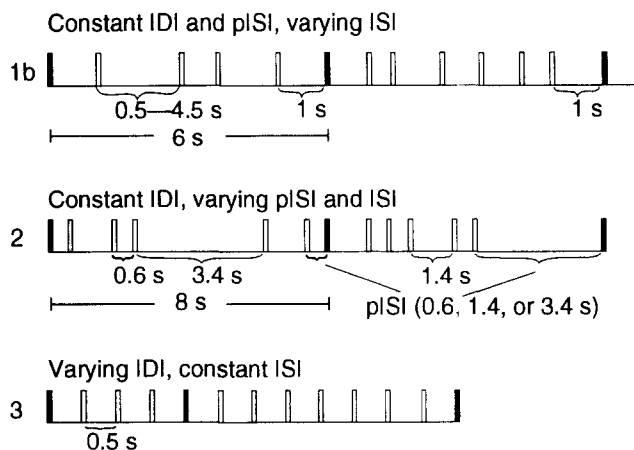 Constant IDI and pISI, varying ISI
1b
0.5—4.5 s
1 s
1 s
6 s
Constant IDI, varying pISI and ISI
2
0.6 s
3.4 s
1.4 s
8 s
pISI (0.6, 1.4, or 3.4 s)
Varying IDI, constant ISI
3
0.5 s